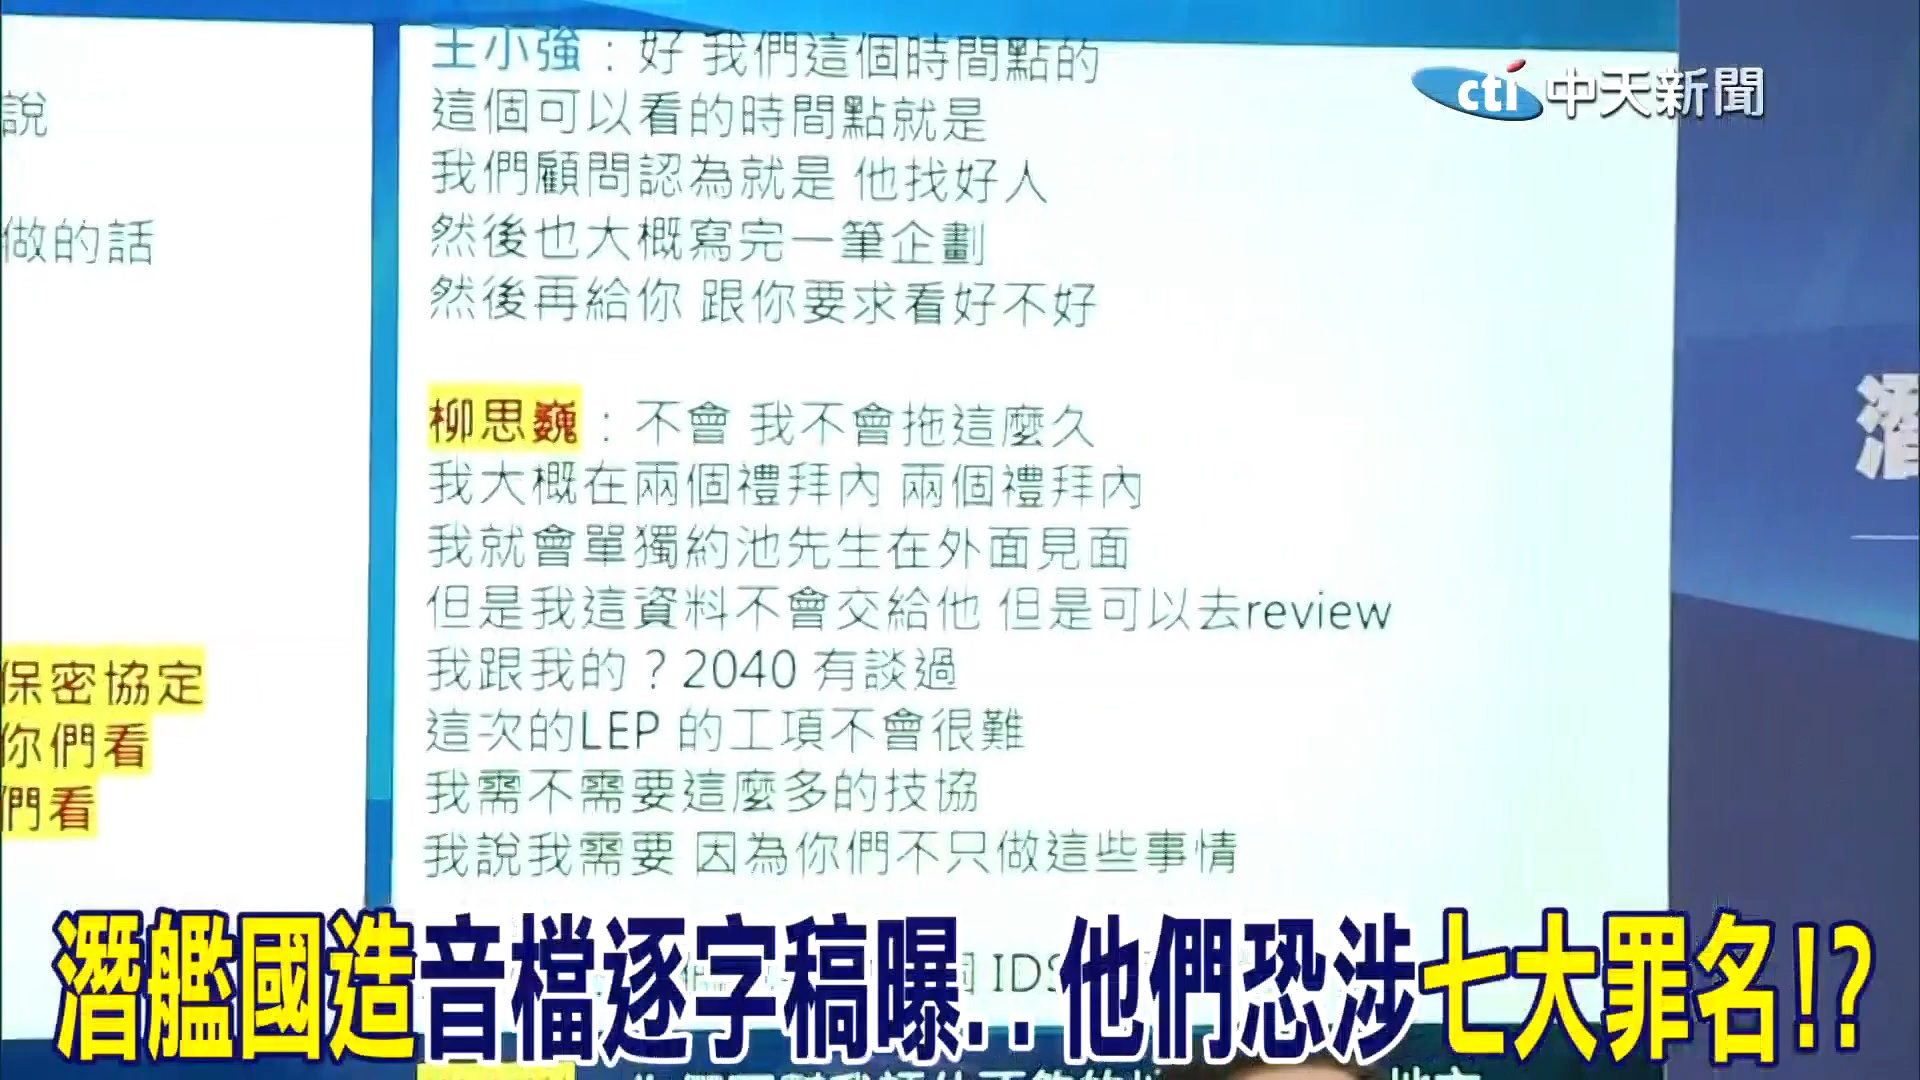 cti 中天新聞
說
做的話
保密協定
你們看
們看
王小強：好 我們這個時間點的
這個可以看的時間點就是
我們顧問認為就是 他找好人
然後也大概寫完一筆企劃
然後再給你 跟你要求看好不好
柳思巍：不會 我不會拖這麼久
我大概在兩個禮拜內 兩個禮拜內
我就會單獨約池先生在外面見面
但是我這資料不會交給他 但是可以去review
我跟我的？2040 有談過
這次的LEP 的工項不會很難
我需不需要這麼多的技協
我說我需要 因為你們不只做這些事情
IDS
潛
潛艦國造音檔逐字稿曝..他們恐涉七大罪名!?